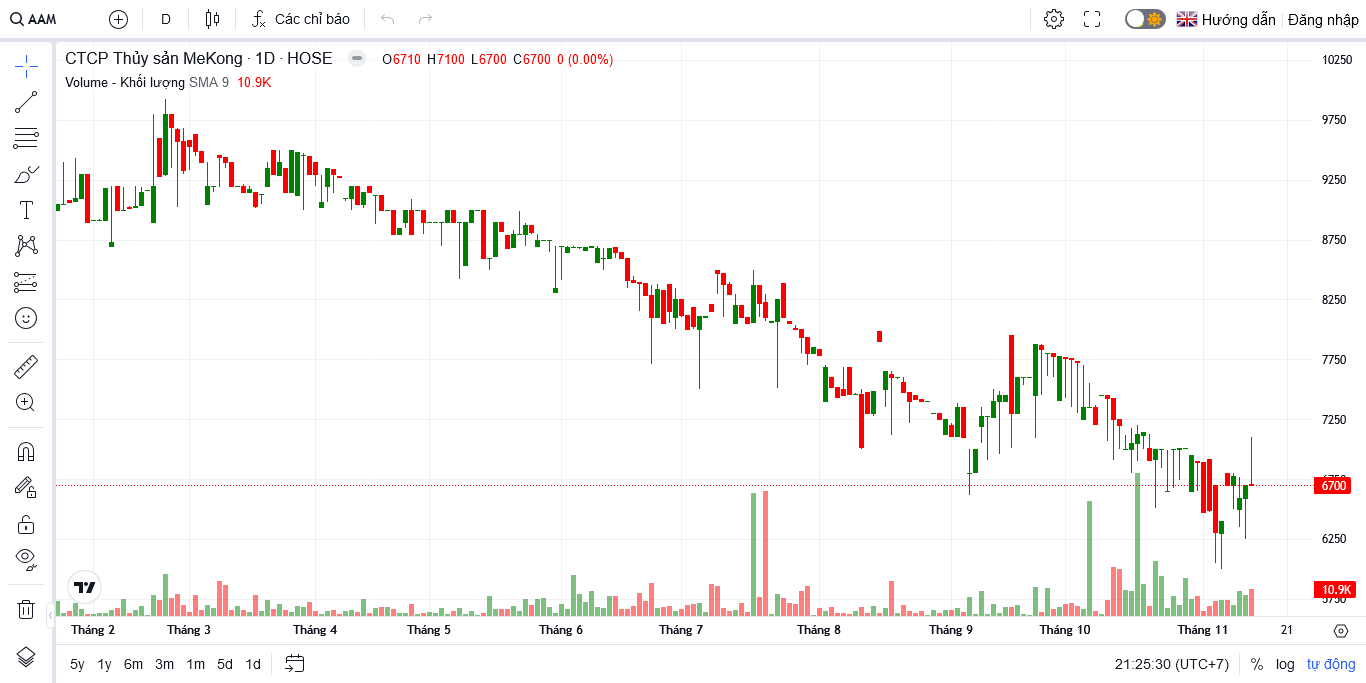 AAM D Các chỉ báo Hướng dẫn Đăng nhập
CTCP Thủy sản MeKong · 1D · HOSE O6710 H7100 L6700 C6700 0 (0.00%)
Volume - Khối lượng SMA 9 10.9K
10250
9750
9250
8750
8250
7750
7250
6700
6250
10.9K
5750
Tháng 2 Tháng 3 Tháng 4 Tháng 5 Tháng 6 Tháng 7 Tháng 8 Tháng 9 Tháng 10 Tháng 11 21
5y 1y 6m 3m 1m 5d 1d 21:25:30 (UTC+7) % log tự động